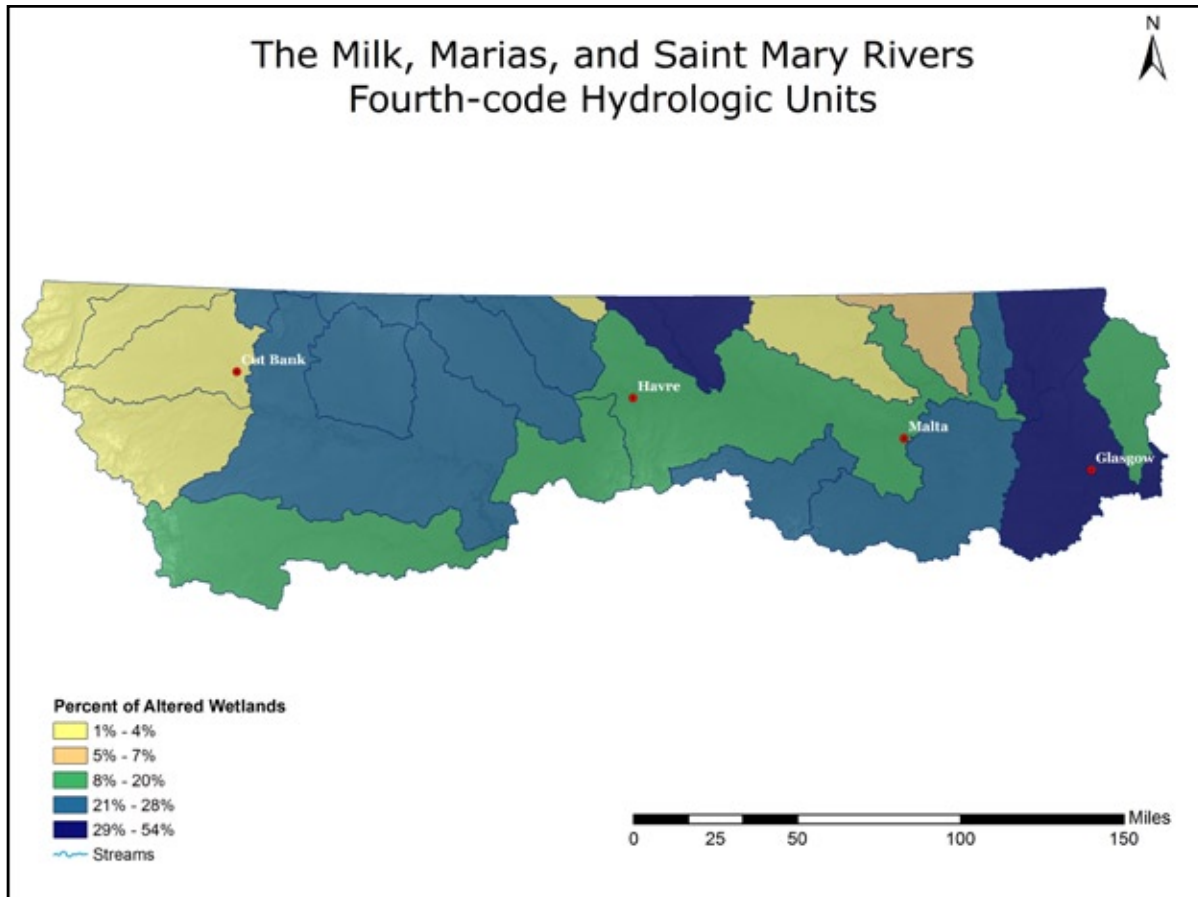 The Milk, Marias, and Saint Mary Rivers
Fourth-code Hydrologic Units
N
Cut Bank
Havre
Malta
Glasgow
Percent of Altered Wetlands
1% - 4%
5% - 7%
8% - 20%
21% - 28%
29% - 54%
Streams
Miles
0 25 50 100 150